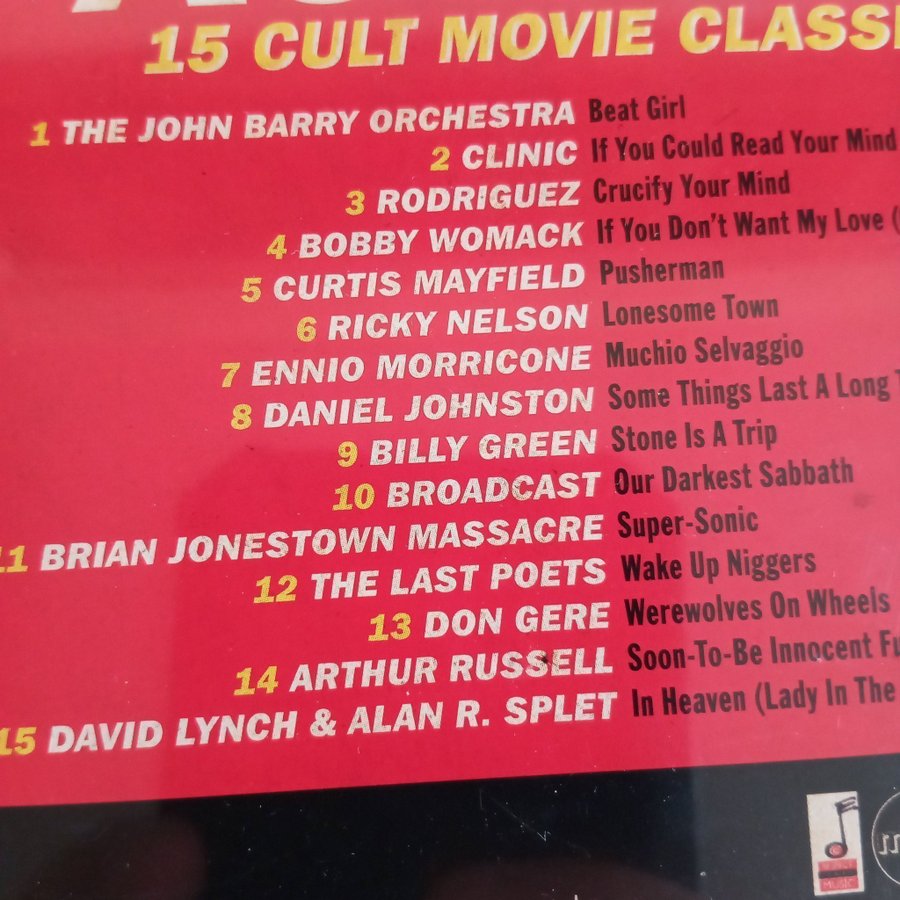 15 CULT MOVIE CLASSI
1 THE JOHN BARRY ORCHESTRA Beat Girl
2 CLINIC If You Could Read Your Mind
3 RODRIGUEZ Crucify Your Mind
4 BOBBY WOMACK If You Don't Want My Love (
5 CURTIS MAYFIELD Pusherman
6 RICKY NELSON Lonesome Town
7 ENNIO MORRICONE Muchio Selvaggio
8 DANIEL JOHNSTON Some Things Last A Long T
9 BILLY GREEN Stone Is A Trip
10 BROADCAST Our Darkest Sabbath
11 BRIAN JONESTOWN MASSACRE Super-Sonic
12 THE LAST POETS Wake Up Niggers
13 DON GERE Werewolves On Wheels
14 ARTHUR RUSSELL Soon-To-Be Innocent Fu
15 DAVID LYNCH & ALAN R. SPLET In Heaven (Lady In The
MUSIC